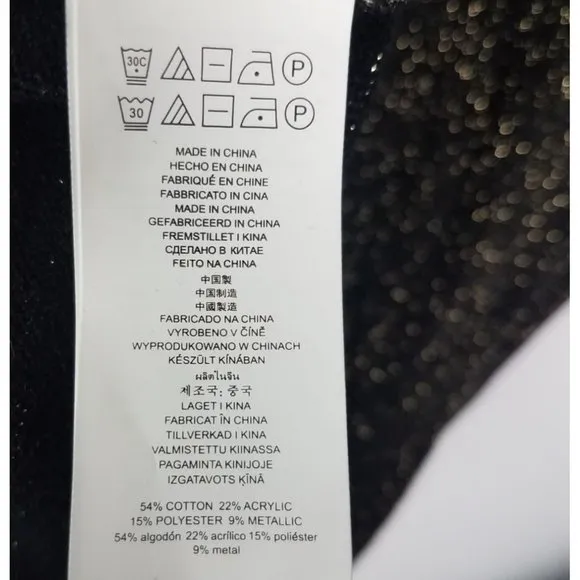 30C P
30 P
MADE IN CHINA
HECHO EN CHINA
FABRIQUÉ EN CHINE
FABBRICATO IN CINA
MADE IN CHINA
GEFABRICEERD IN CHINA
FREMSTILLET I KINA
СДЕЛАНО В КИТАЕ
FEITO NA CHINA
中国製
中国制造
中國製造
FABRICADO NA CHINA
VYROBENO V ČÍNĚ
WYPRODUKOWANO W CHINACH
KÉSZÜLT KÍNÁBAN
ผลิตในจีน
제조국: 중국
LAGET I KINA
FABRICAT ÎN CHINA
TILLVERKAD I KINA
VALMISTETTU KIINASSA
PAGAMINTA KINIJOJE
IZGATAVOTS ĶĪNĀ
54% COTTON 22% ACRYLIC
15% POLYESTER 9% METALLIC
54% algodón 22% acrílico 15% poliéster
9% metal